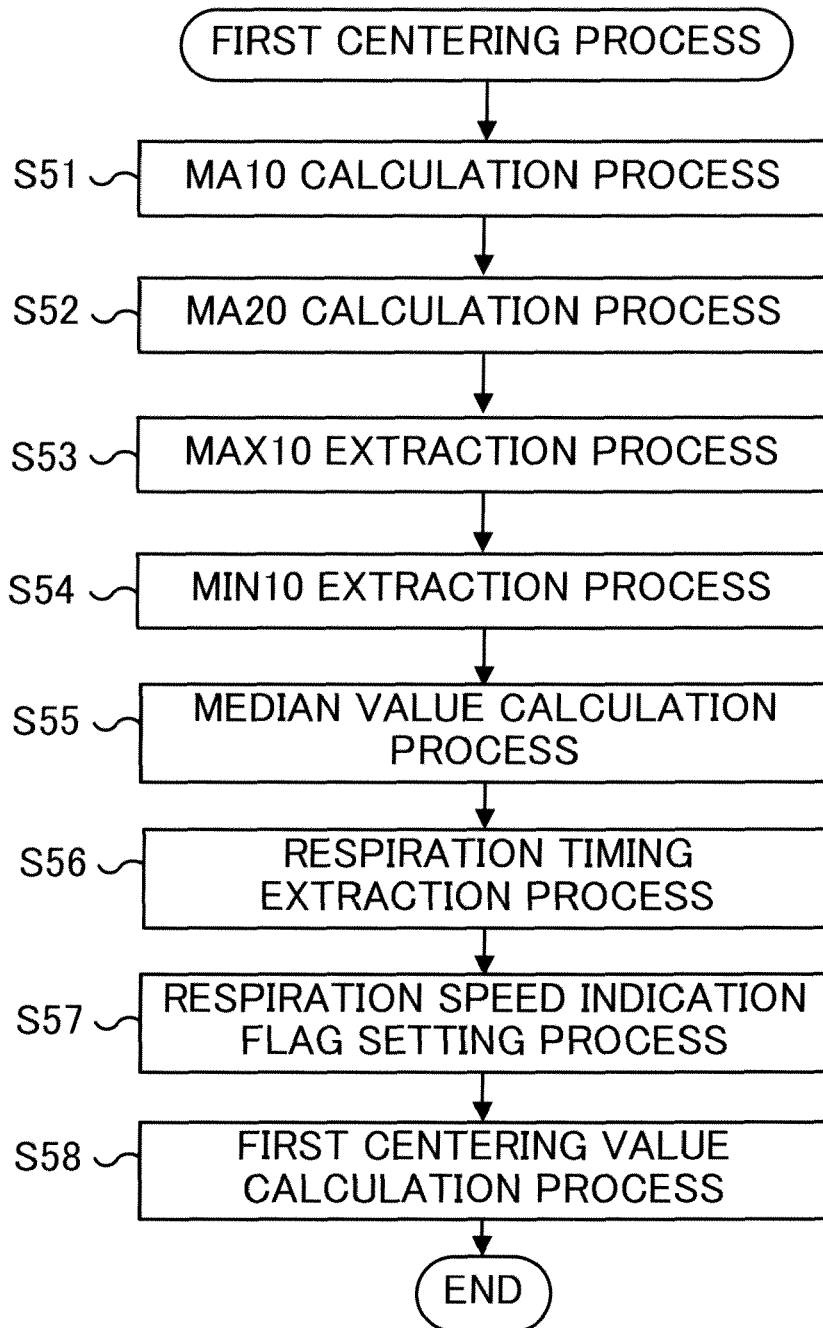 FIRST CENTERING PROCESS
S51
MA10 CALCULATION PROCESS
S52
MA20 CALCULATION PROCESS
S53
MAX10 EXTRACTION PROCESS
S54
MIN10 EXTRACTION PROCESS
S55
MEDIAN VALUE CALCULATION
PROCESS
S56
RESPIRATION TIMING
EXTRACTION PROCESS
S57
RESPIRATION SPEED INDICATION
FLAG SETTING PROCESS
S58
FIRST CENTERING VALUE
CALCULATION PROCESS
END